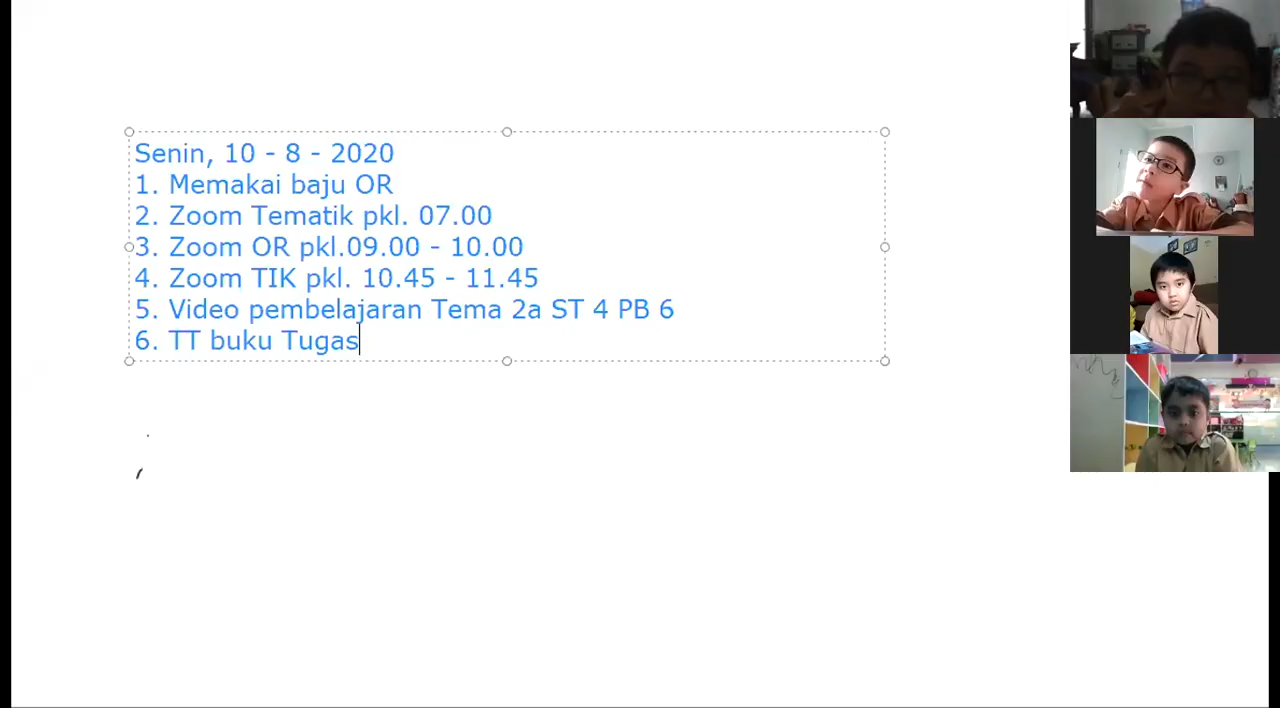 Senin, 10 - 8 - 2020
1. Memakai baju OR
2. Zoom Tematik pkl. 07.00
3. Zoom OR pkl.09.00 - 10.00
4. Zoom TIK pkl. 10.45 - 11.45
5. Video pembelajaran Tema 2a ST 4 PB 6
6. TT buku Tugas